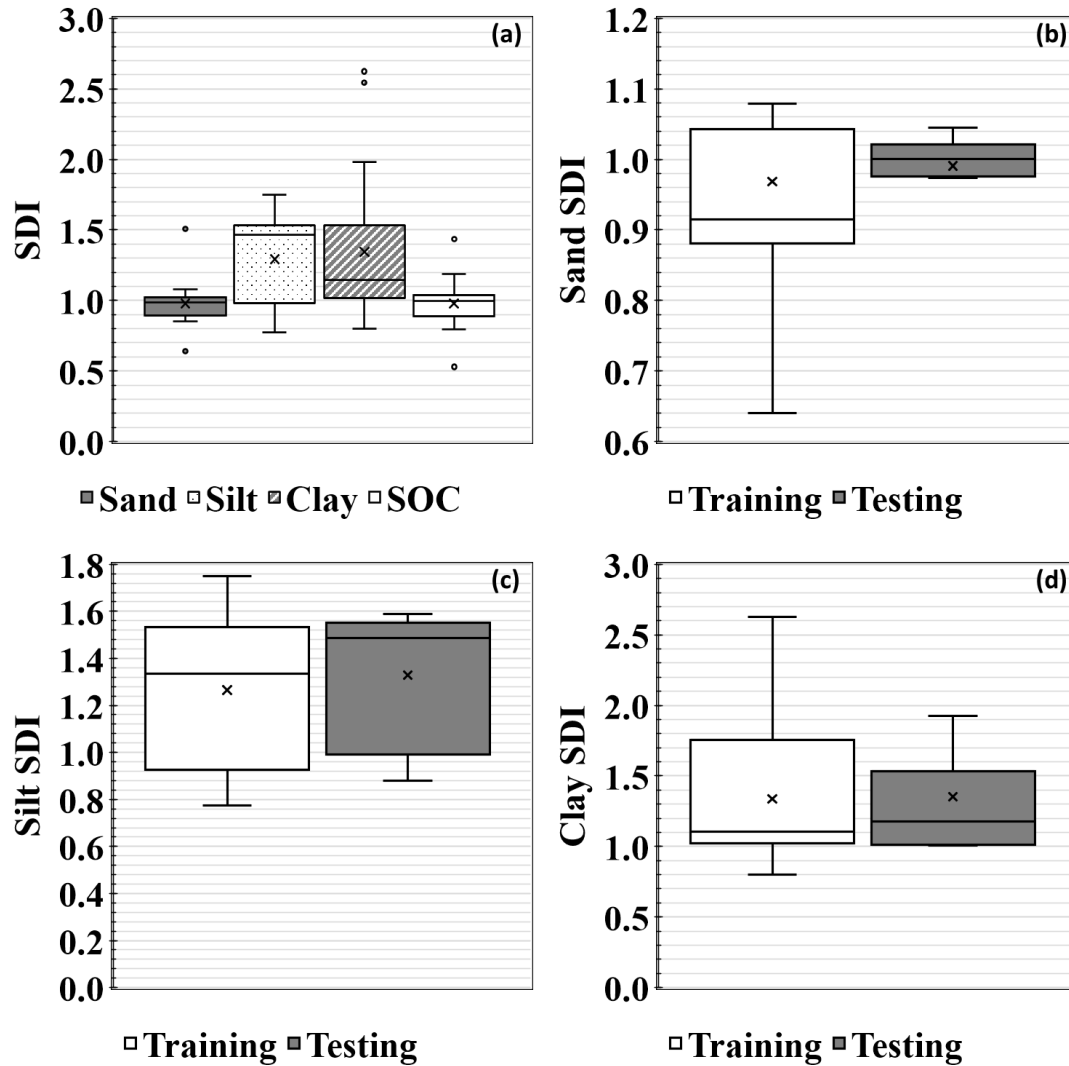 (a)
3.0
2.5
2.0
1.5
1.0
0.5
0.0
SDI
Sand Silt Clay SOC
(b)
1.2
1.1
1.0
0.9
0.8
0.7
0.6
Sand SDI
Training Testing
(c)
1.8
1.6
1.4
1.2
1.0
0.8
0.6
0.4
0.2
0.0
Silt SDI
Training Testing
(d)
3.0
2.5
2.0
1.5
1.0
0.5
0.0
Clay SDI
Training Testing